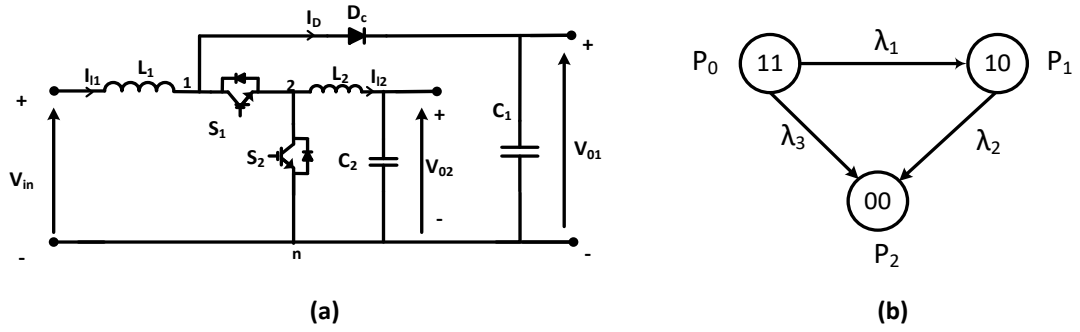 I_D D_c
I_l1 L_1 1 2 L_2 I_l2
+ S_1 + C_1 +
S_2 C_2
V_in V_02 V_01
- - -
n
(a)
P_0 11 λ_1 10 P_1
λ_3 λ_2
00
P_2
(b)